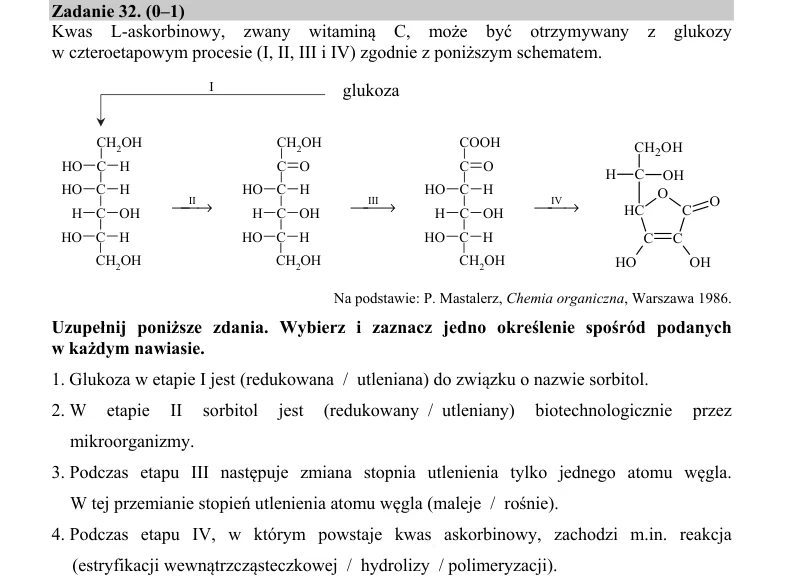 Zadanie 32. (0–1)
Kwas L-askorbinowy, zwany witaminą C, może być otrzymywany z glukozy
w czteroetapowym procesie (I, II, III i IV) zgodnie z poniższym schematem.
I
glukoza
CH₂OH CH₂OH COOH CH₂OH
HO–C–H C=O C=O H–C–OH
HO–C–H HO–C–H HO–C–H O
II III IV HC C=O
H–C–OH H–C–OH H–C–OH
HO–C–H HO–C–H HO–C–H C=C
CH₂OH CH₂OH CH₂OH HO OH
Na podstawie: P. Mastalerz, Chemia organiczna, Warszawa 1986.
Uzupełnij poniższe zdania. Wybierz i zaznacz jedno określenie spośród podanych
w każdym nawiasie.
1. Glukoza w etapie I jest (redukowana / utleniana) do związku o nazwie sorbitol.
2. W etapie II sorbitol jest (redukowany / utleniany) biotechnologicznie przez
mikroorganizmy.
3. Podczas etapu III następuje zmiana stopnia utlenienia tylko jednego atomu węgla.
W tej przemianie stopień utlenienia atomu węgla (maleje / rośnie).
4. Podczas etapu IV, w którym powstaje kwas askorbinowy, zachodzi m.in. reakcja
(estryfikacji wewnątrzcząsteczkowej / hydrolizy / polimeryzacji).